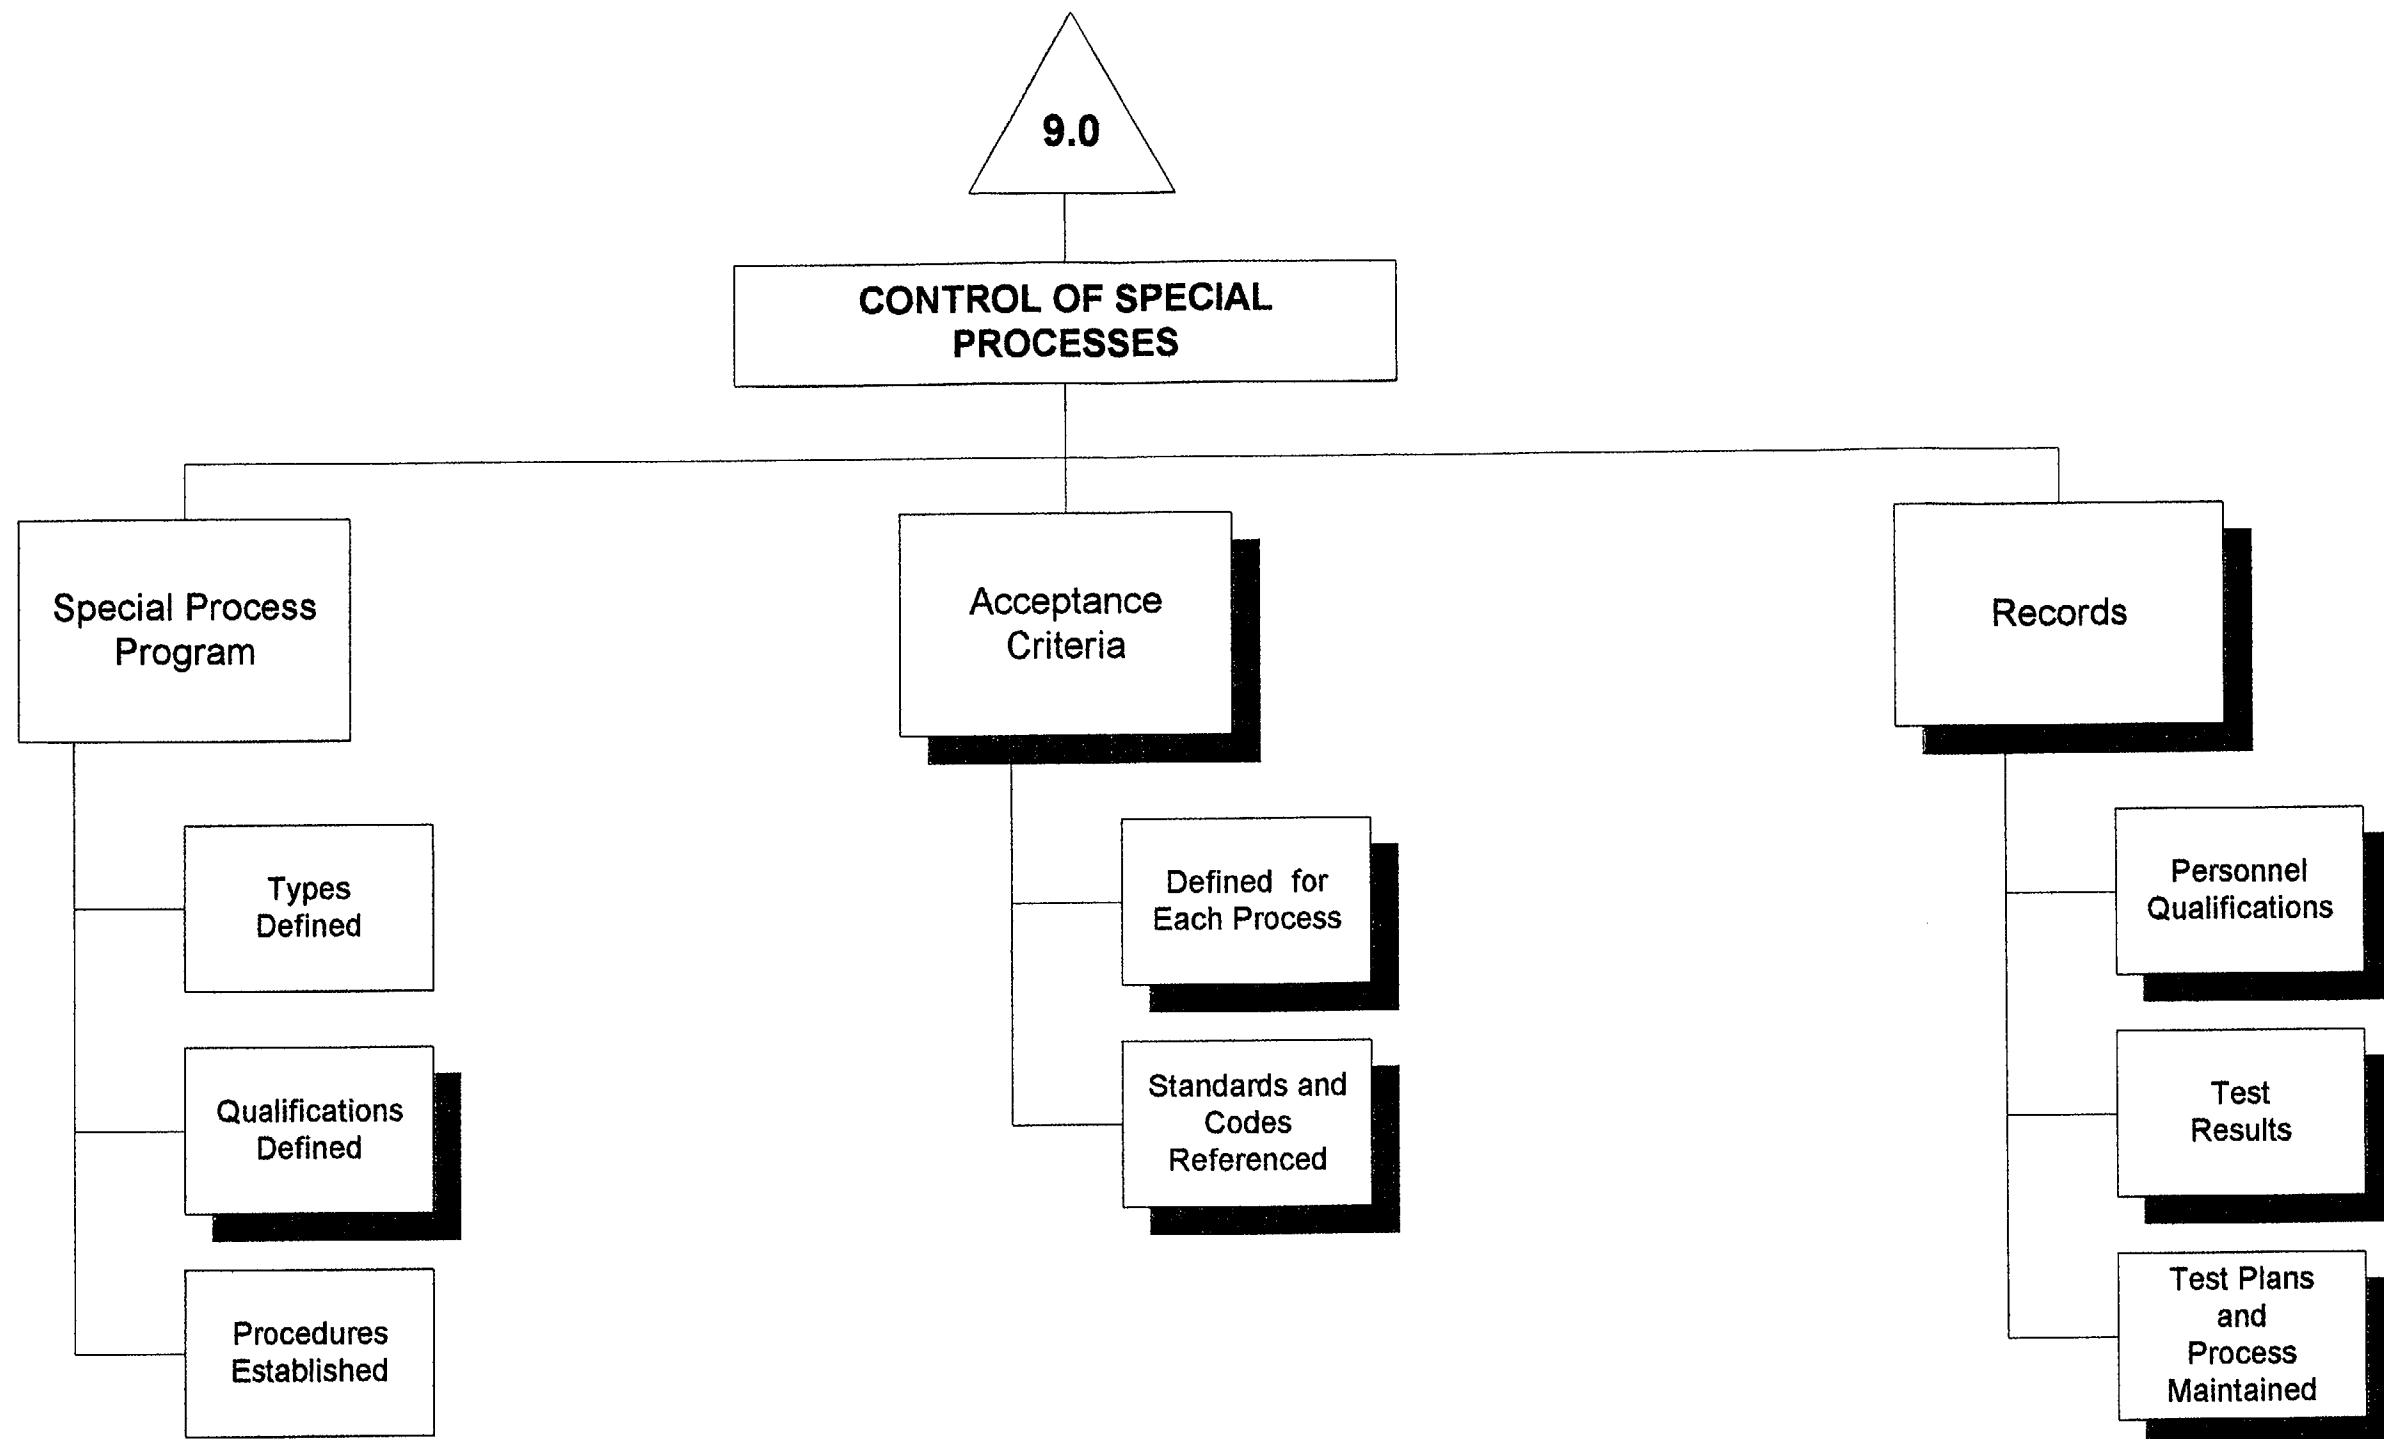 9.0
CONTROL OF SPECIAL
PROCESSES
Special Process
Program
Acceptance
Criteria
Records
Types
Defined
Qualifications
Defined
Procedures
Established
Defined for
Each Process
Standards and
Codes
Referenced
Personnel
Qualifications
Test
Results
Test Plans
and
Process
Maintained